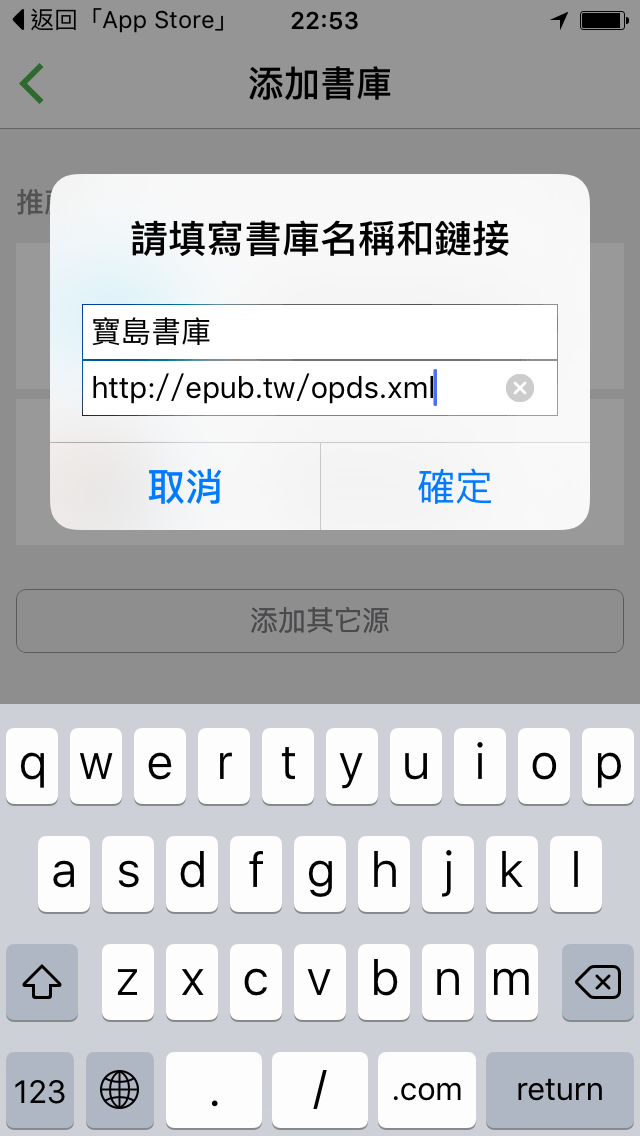 返回「App Store」 22:53
添加書庫
推
請填寫書庫名稱和鏈接
寶島書庫
http://epub.tw/opds.xml
取消 確定
添加其它源
q w e r t y u i o p
a s d f g h j k l
z x c v b n m
123 . / .com return